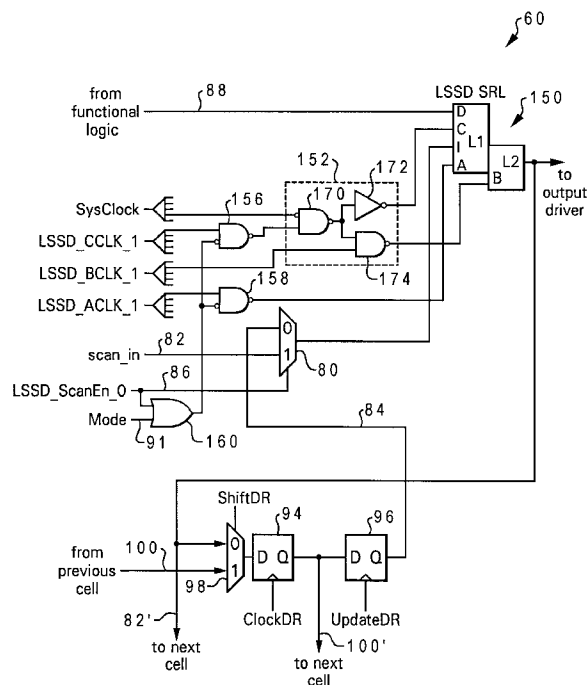 60
from
functional
logic
88
LSSD SRL
150
D
C
I
A
L1
L2
B
to
output
driver
152
172
170
174
SysClock
156
LSSD_CCLK_1
LSSD_BCLK_1
158
LSSD_ACLK_1
82
scan_in
0
1
80
86
LSSD_ScanEn_0
Mode
91
160
84
ShiftDR
94
96
from
previous
cell
100
0
1
98
D Q
D Q
ClockDR
UpdateDR
82'
100'
to next
cell
to next
cell